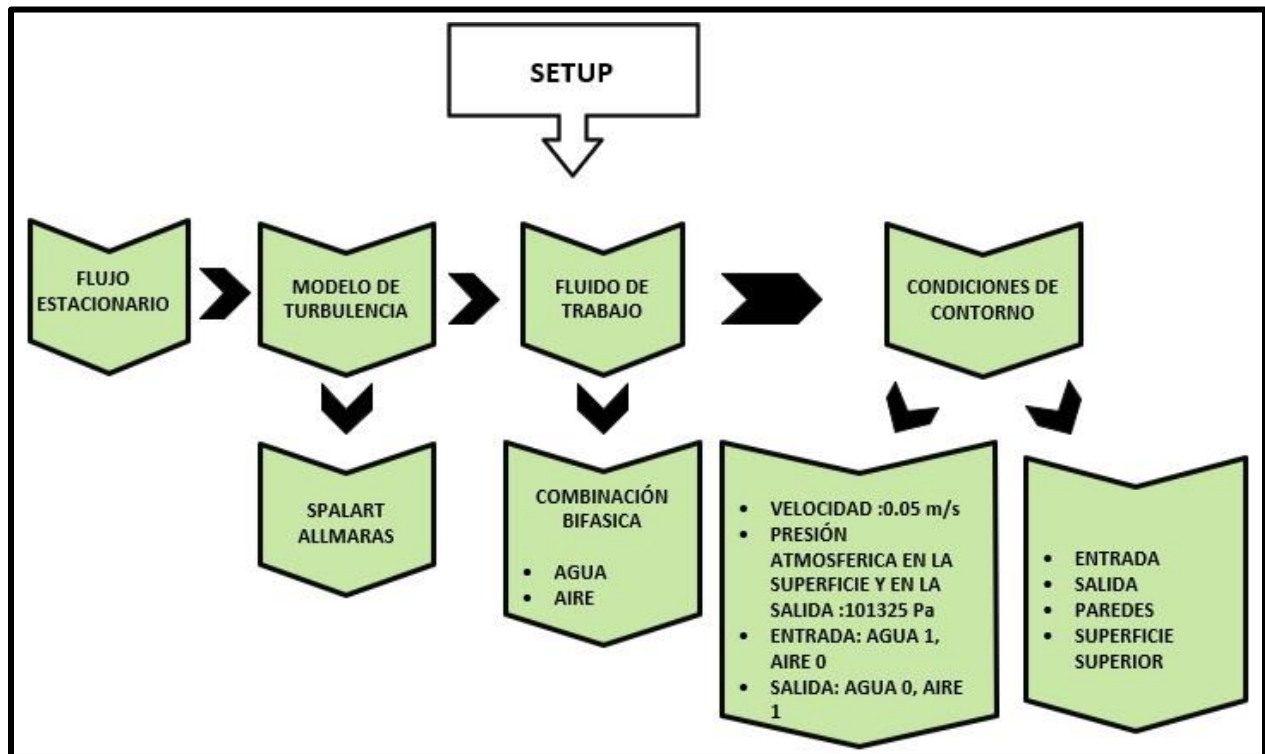 SETUP
FLUJO
ESTACIONARIO
MODELO DE
TURBULENCIA
FLUIDO DE
TRABAJO
CONDICIONES DE
CONTORNO
SPALART
ALLMARAS
COMBINACIÓN
BIFASICA
• AGUA
• AIRE
• VELOCIDAD :0.05 m/s
• PRESIÓN
ATMOSFERICA EN LA
SUPERFICIE Y EN LA
SALIDA :101325 Pa
• ENTRADA: AGUA 1,
AIRE 0
• SALIDA: AGUA 0, AIRE
1
• ENTRADA
• SALIDA
• PAREDES
• SUPERFICIE
SUPERIOR